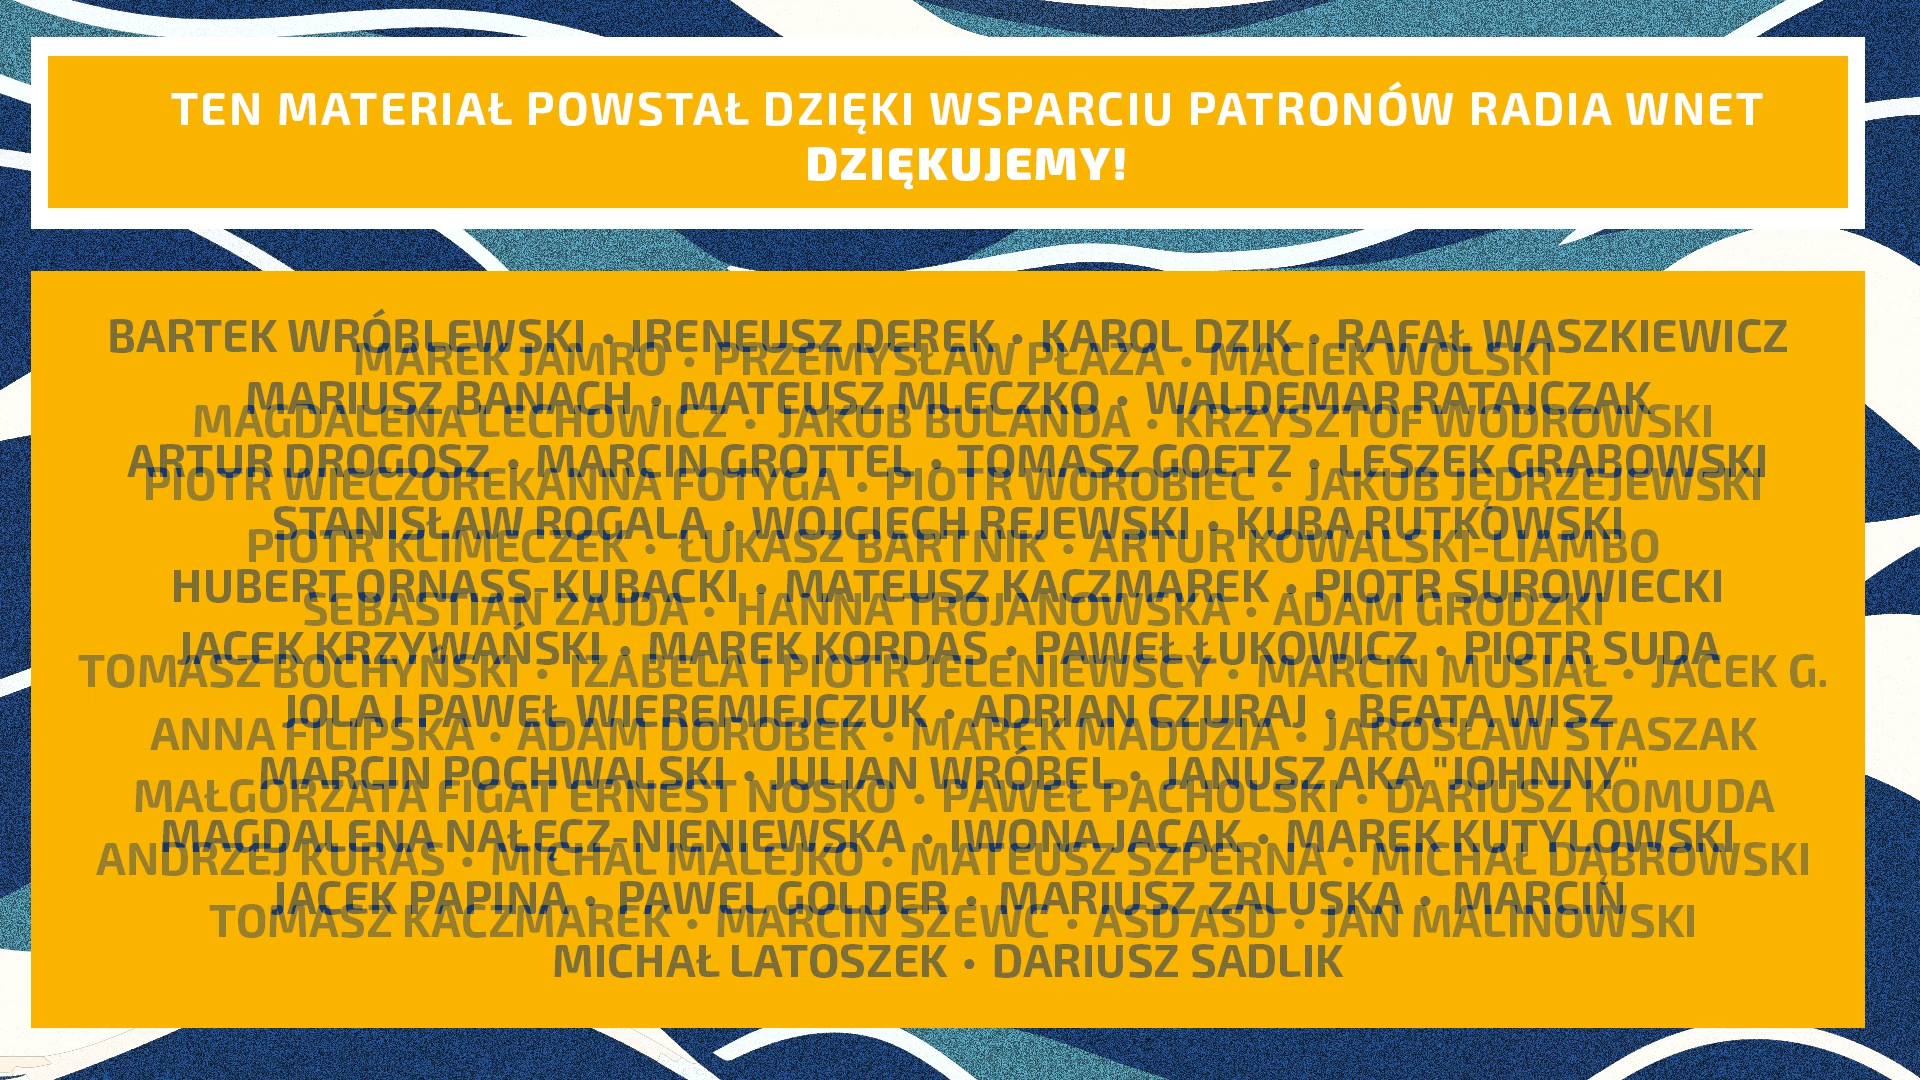 TEN MATERIAŁ POWSTAŁ DZIĘKI WSPARCIU PATRONÓW RADIA WNET
DZIĘKUJEMY!
BARTEK WRÓBLEWSKI • IRENEUSZ DEREK • KAROL DZIK • RAFAŁ WASZKIEWICZ
MAREK JAMRO • PRZEMYSŁAW PŁAZA • MACIEK WOLSKI
MARIUSZ BANACH • MATEUSZ MLECZKO • WALDEMAR RATAJCZAK
MAGDALENA LECHOWICZ • JAKUB BULANDA • KRZYSZTOF WODROWSKI
ARTUR DROGOSZ • MARCIN GROTTEL • TOMASZ GOETZ • LESZEK GRABOWSKI
PIOTR WIECZOREKANNA FOTYGA • PIOTR WOROBIEC • JAKUB JĘDRZEJEWSKI
STANISŁAW ROGALA • WOJCIECH REJEWSKI • KUBA RUTKOWSKI
PIOTR KLIMECZEK • ŁUKASZ BARTNIK • ARTUR KOWALSKI-LIAMBO
HUBERT ORNASS-KUBACKI • MATEUSZ KACZMAREK • PIOTR SUROWIECKI
SEBASTIAN ZAJDA • HANNA TROJANOWSKA • ADAM GRODZKI
JACEK KRZYWAŃSKI • MAREK KORDAS • PAWEŁ ŁUKOWICZ • PIOTR SUDA
TOMASZ BOCHYŃSKI • IZABELA I PIOTR JELENIEWSCY • MARCIN MUSIAŁ • JACEK G.
JOLA I PAWEŁ WIEREMIEJCZUK • ADRIAN CZURAJ • BEATA WISZ
ANNA FILIPSKA • ADAM DOROBEK • MAREK MADUZIA • JAROSŁAW STASZAK
MARCIN POCHWALSKI • JULIAN WRÓBEL • JANUSZ AKA "JOHNNY"
MAŁGORZATA FIGAT ERNEST NOSKO • PAWEŁ PACHOLSKI • DARIUSZ KOMUDA
MAGDALENA NAŁĘCZ-NIENIEWSKA • IWONA JACAK • MAREK KUTYLOWSKI
ANDRZEJ KURAS • MICHAL MALEJKO • MATEUSZ SZPERNA • MICHAŁ DĄBROWSKI
JACEK PAPINA • PAWEL GOLDER • MARIUSZ ZALUSKA • MARCIN
TOMASZ KACZMAREK • MARCIN SZEWC • ASD ASD • JAN MALINOWSKI
MICHAŁ LATOSZEK • DARIUSZ SADLIK